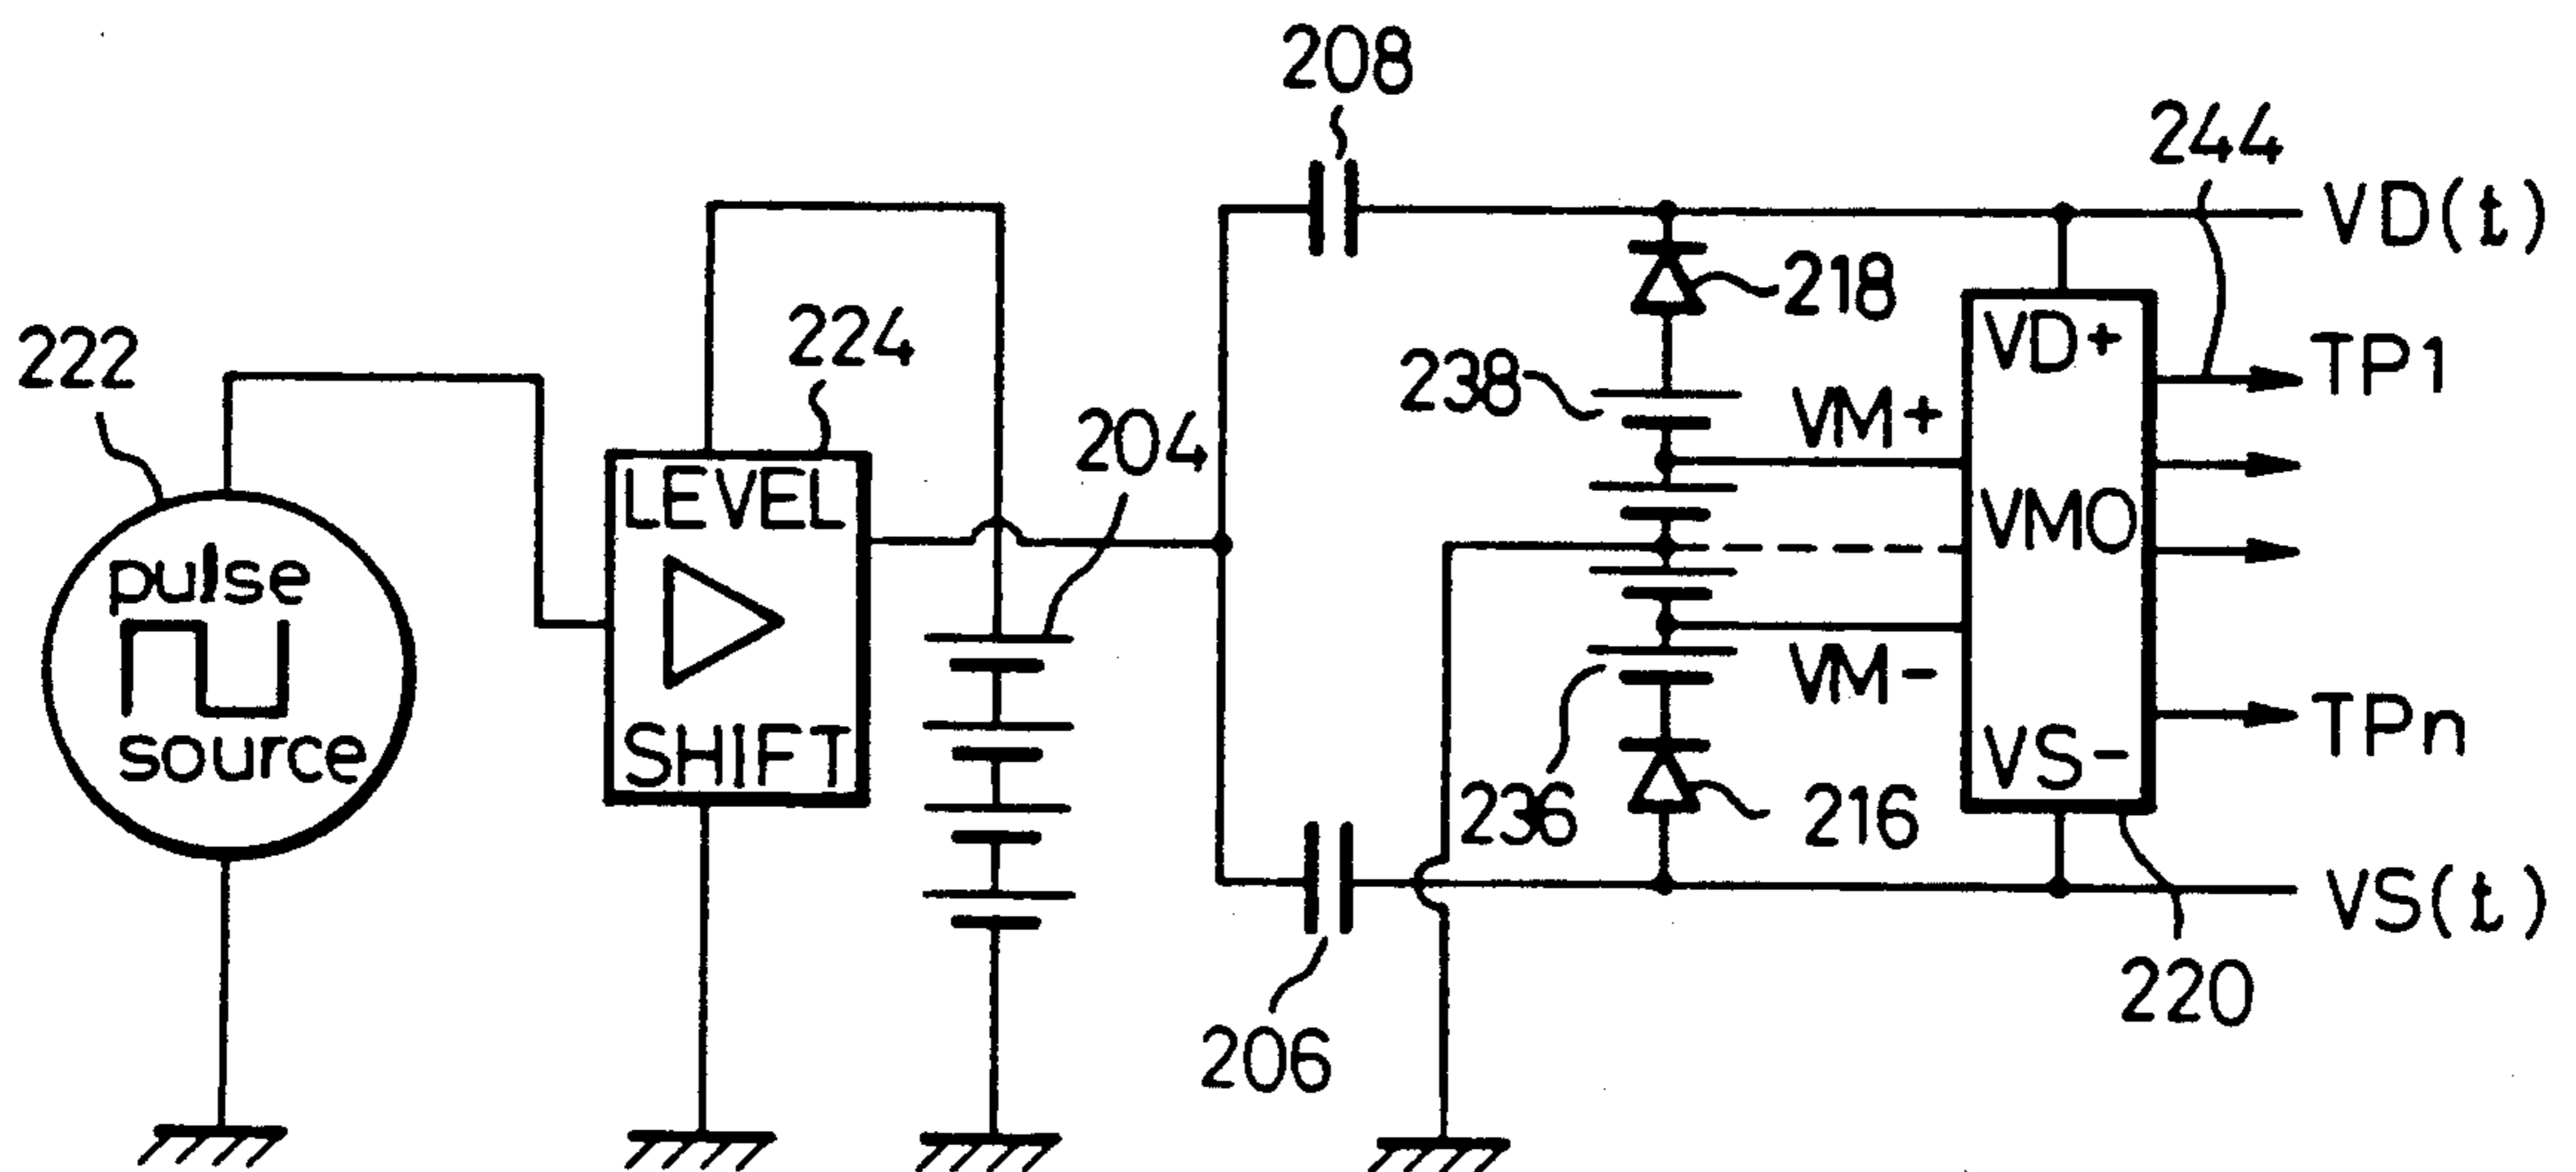 208
244
VD(t)
218
222
224
VD+
TP1
238
VM+
204
LEVEL
VMO
pulse
source
SHIFT
VM-
TPn
VS-
236
216
VS(t)
206
220